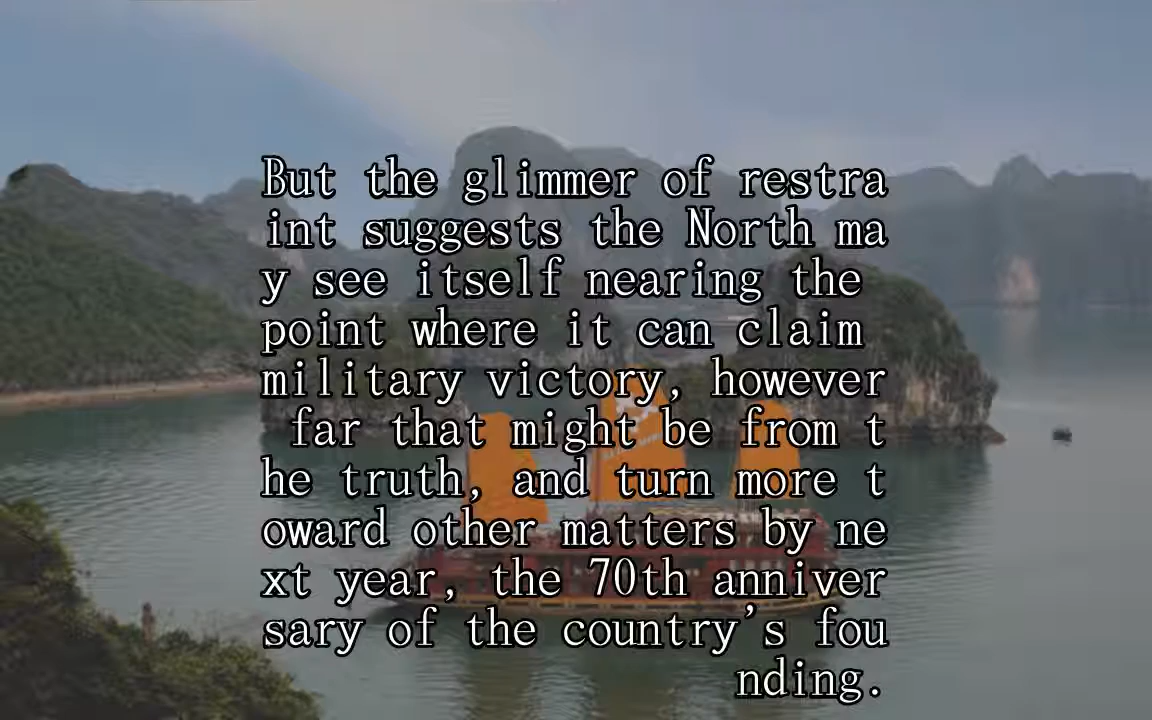 But the glimmer of restra
int suggests the North ma
y see itself nearing the
point where it can claim
military victory, however
far that might be from t
he truth, and turn more t
oward other matters by ne
xt year, the 70th anniver
sary of the country's fou
nding.